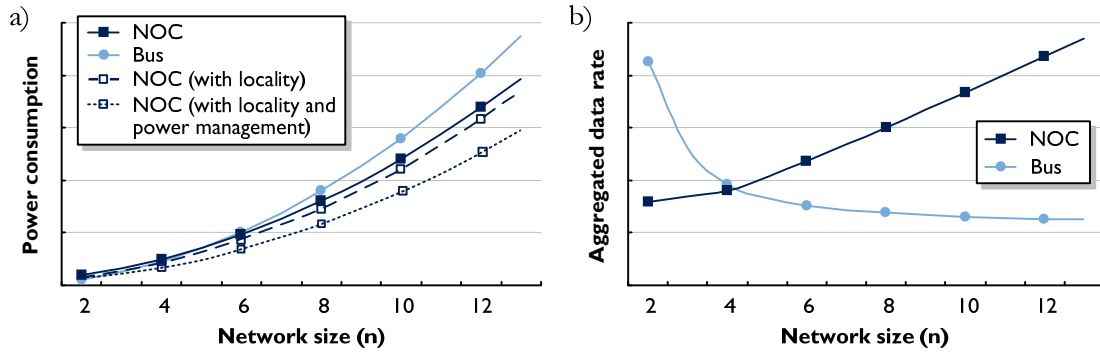 a)
NOC
Bus
NOC (with locality)
NOC (with locality and
power management)
Power consumption
2 4 6 8 10 12
Network size (n)
b)
NOC
Bus
Aggregated data rate
2 4 6 8 10 12
Network size (n)